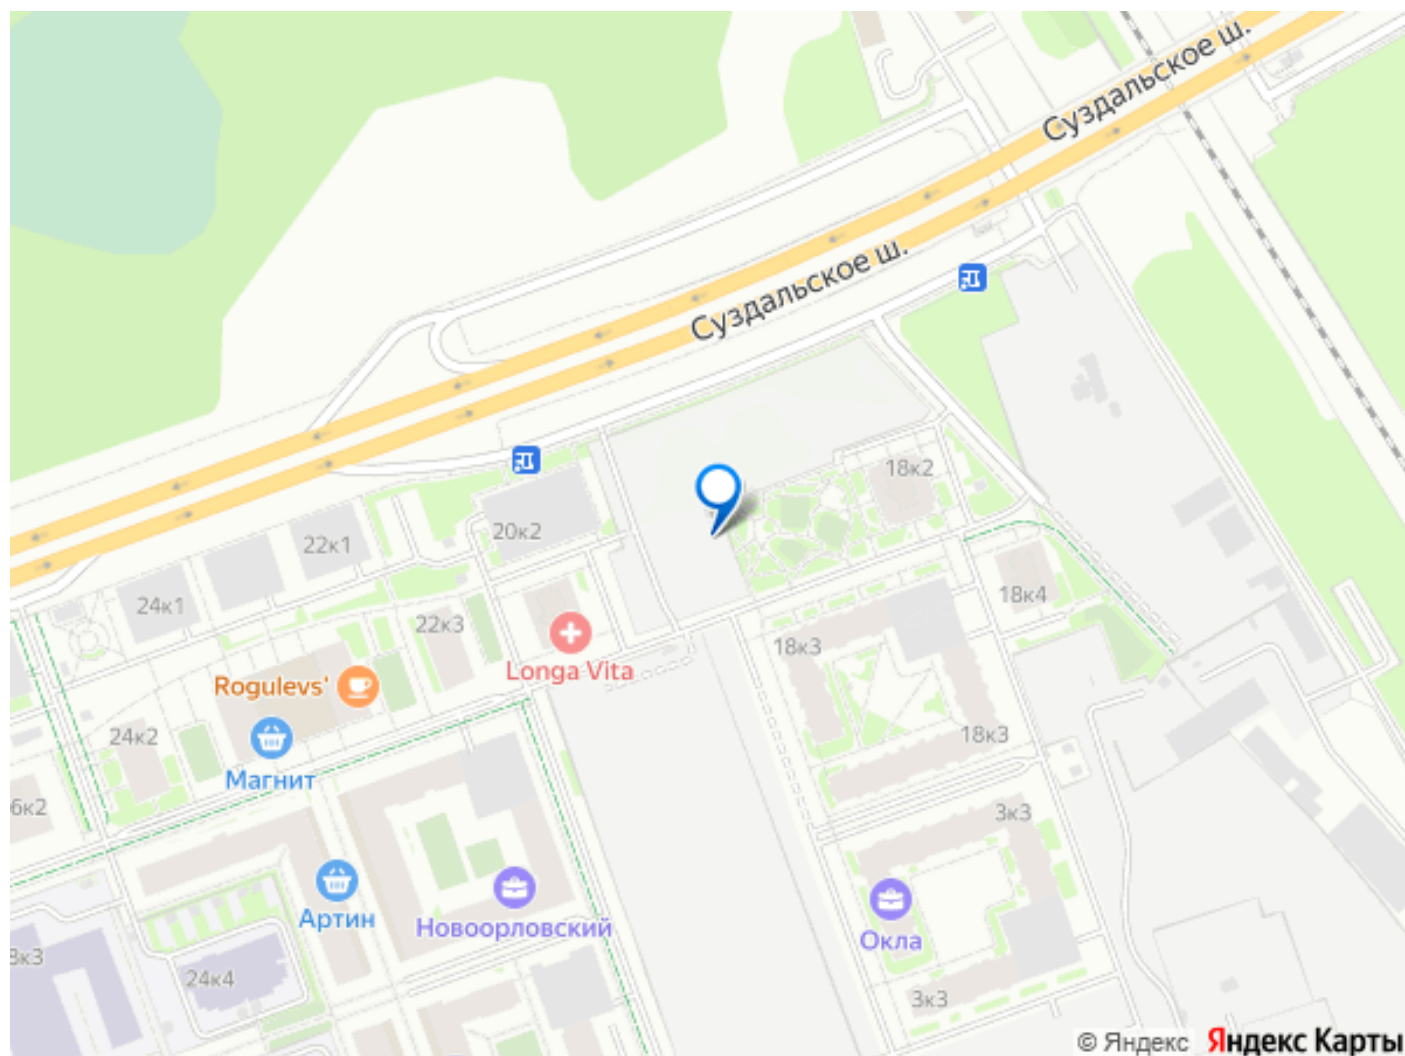 Суздальское ш.
Суздальское ш.
18к2
20к2
22к1
24к1
18к4
22к3
18к3
Longa Vita
Rogulevs'
24к2
18к3
Магнит
6к2
3к3
Артин
Новоорловский
Окла
3к3
24к4
3к3
© Яндекс Яндекс Карты